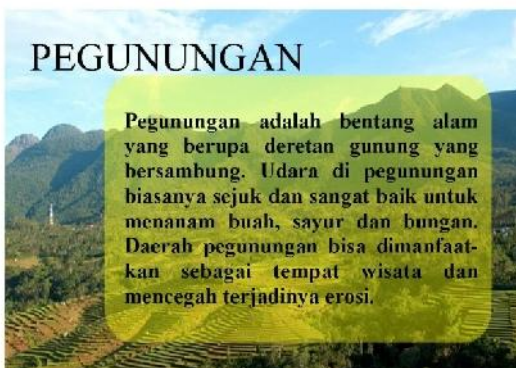 PEGUNUNGAN
Pegunungan adalah bentang alam
yang berupa deretan gunung yang
bersambung. Udara di pegunungan
biasanya sejuk dan sangat baik untuk
menanam buah, sayur dan bungan.
Daerah pegunungan bisa dimanfaat-
kan sebagai tempat wisata dan
mencegah terjadinya erosi.